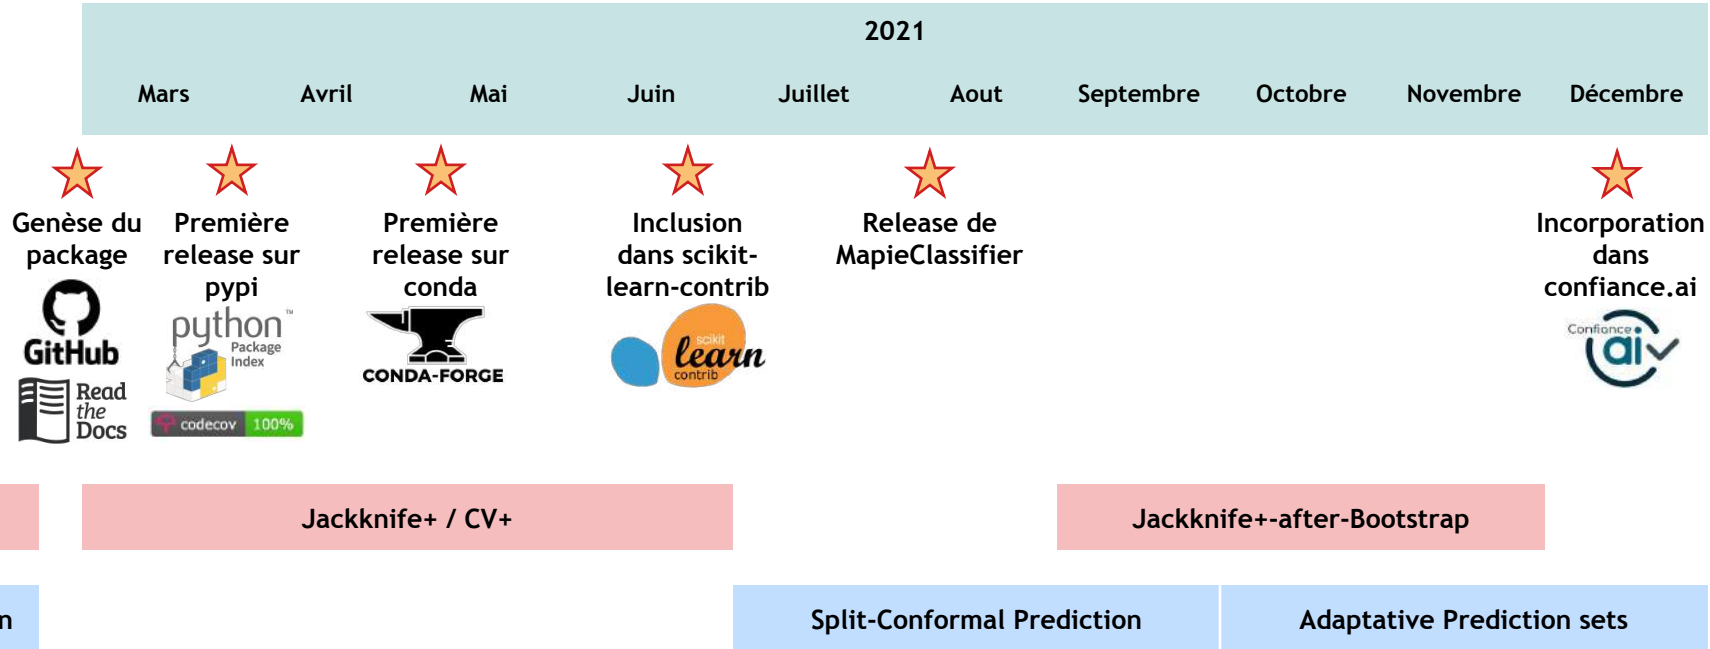 2021
Mars Avril Mai Juin Juillet Aout Septembre Octobre Novembre Décembre
Genèse du
package
GitHub
Read
the
Docs
Première
release sur
pypi
python™
Package
Index
codecov 100%
Première
release sur
conda
CONDA-FORGE
Inclusion
dans scikit-
learn-contrib
scikit
learn
contrib
Release de
MapieClassifier
Incorporation
dans
confiance.ai
Confiance
ai
Jackknife+ / CV+
Jackknife+-after-Bootstrap
n
Split-Conformal Prediction
Adaptative Prediction sets